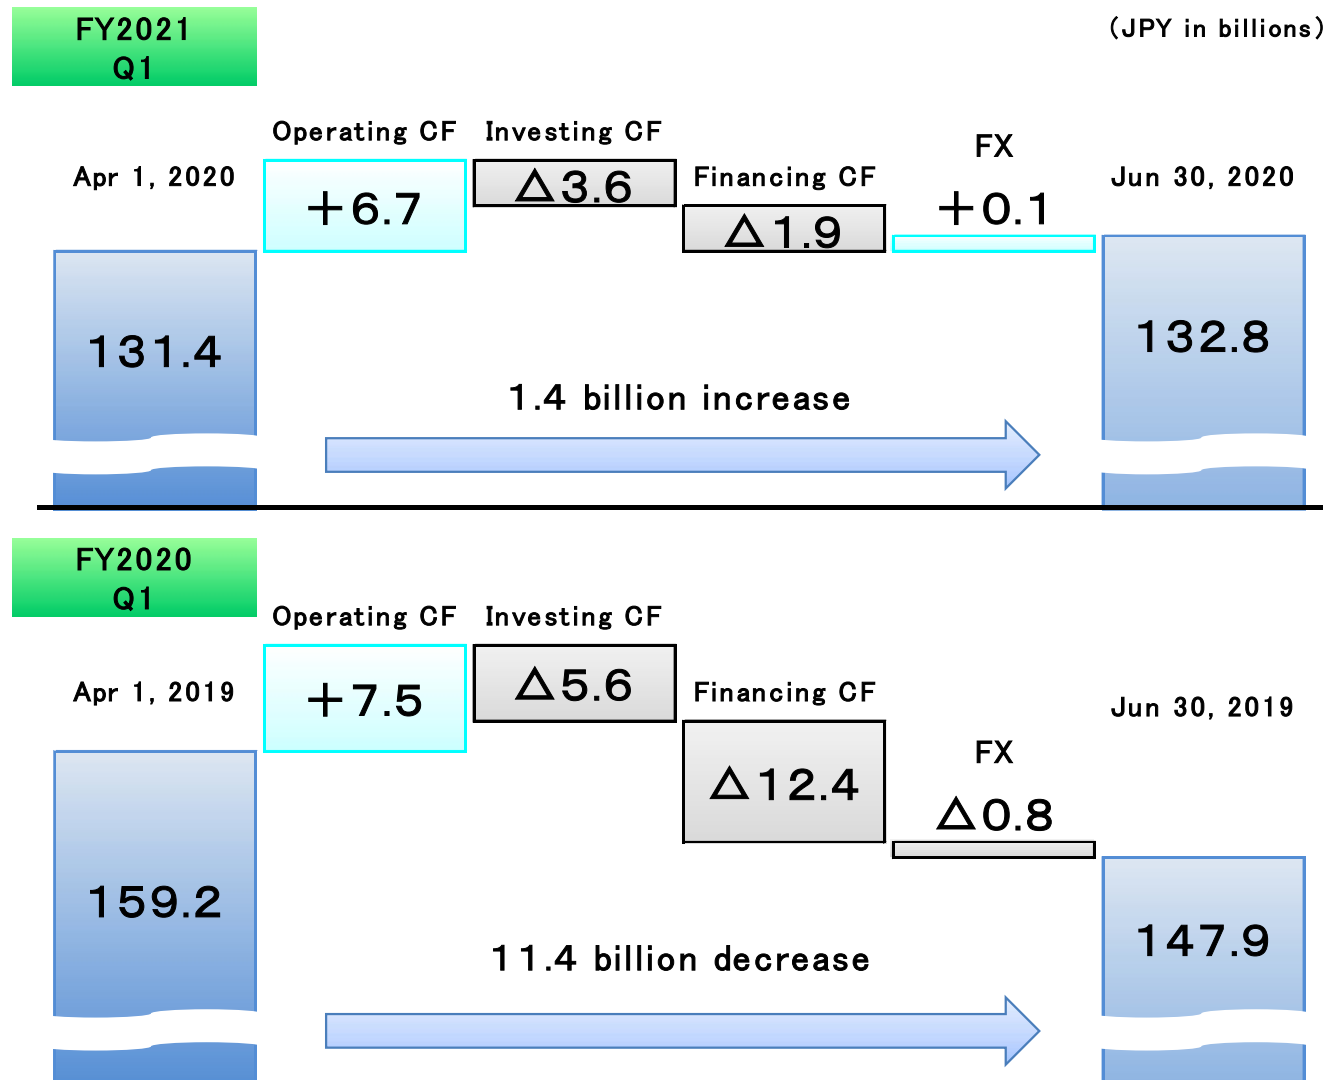 FY2021
Q1
(JPY in billions)
Operating CF
Investing CF
FX
Apr 1, 2020
Financing CF
Jun 30, 2020
+6.7
△3.6
△1.9
+0.1
131.4
132.8
1.4 billion increase
FY2020
Q1
Operating CF
Investing CF
Apr 1, 2019
Financing CF
Jun 30, 2019
+7.5
△5.6
FX
△12.4
△0.8
159.2
147.9
11.4 billion decrease